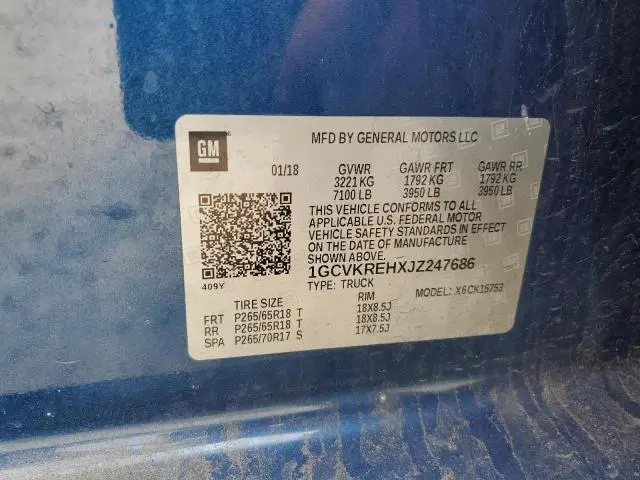 GM
MFD BY GENERAL MOTORS LLC
01/18 GVWR GAWR FRT GAWR RR
3221 KG 1792 KG 1792 KG
7100 LB 3950 LB 3950 LB
THIS VEHICLE CONFORMS TO ALL
APPLICABLE U.S. FEDERAL MOTOR
VEHICLE SAFETY STANDARDS IN EFFECT
ON THE DATE OF MANUFACTURE
SHOWN ABOVE.
1GCVKREHXJZ247686
409Y
TYPE: TRUCK MODEL: X6CK15753
TIRE SIZE RIM
FRT P265/65R18 T 18X8.5J
RR P265/65R18 T 18X8.5J
SPA P265/70R17 S 17X7.5J